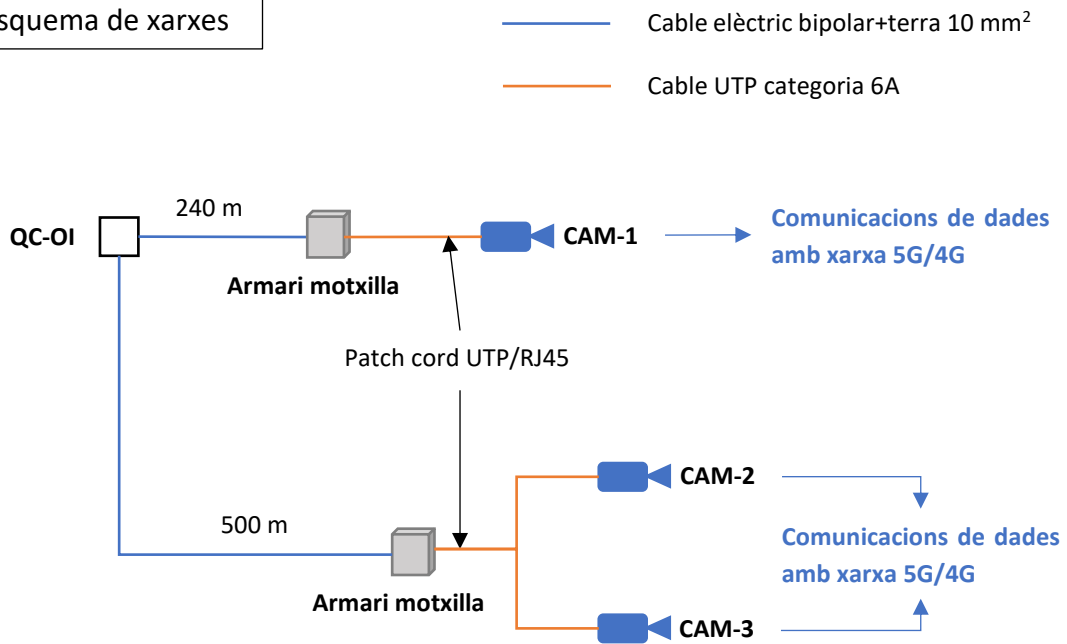 squema de xarxes
Cable elèctric bipolar+terra 10 mm²
Cable UTP categoria 6A
240 m
QC-OI
CAM-1
Comunicacions de dades
amb xarxa 5G/4G
Armari motxilla
Patch cord UTP/RJ45
CAM-2
500 m
Comunicacions de dades
amb xarxa 5G/4G
Armari motxilla
CAM-3